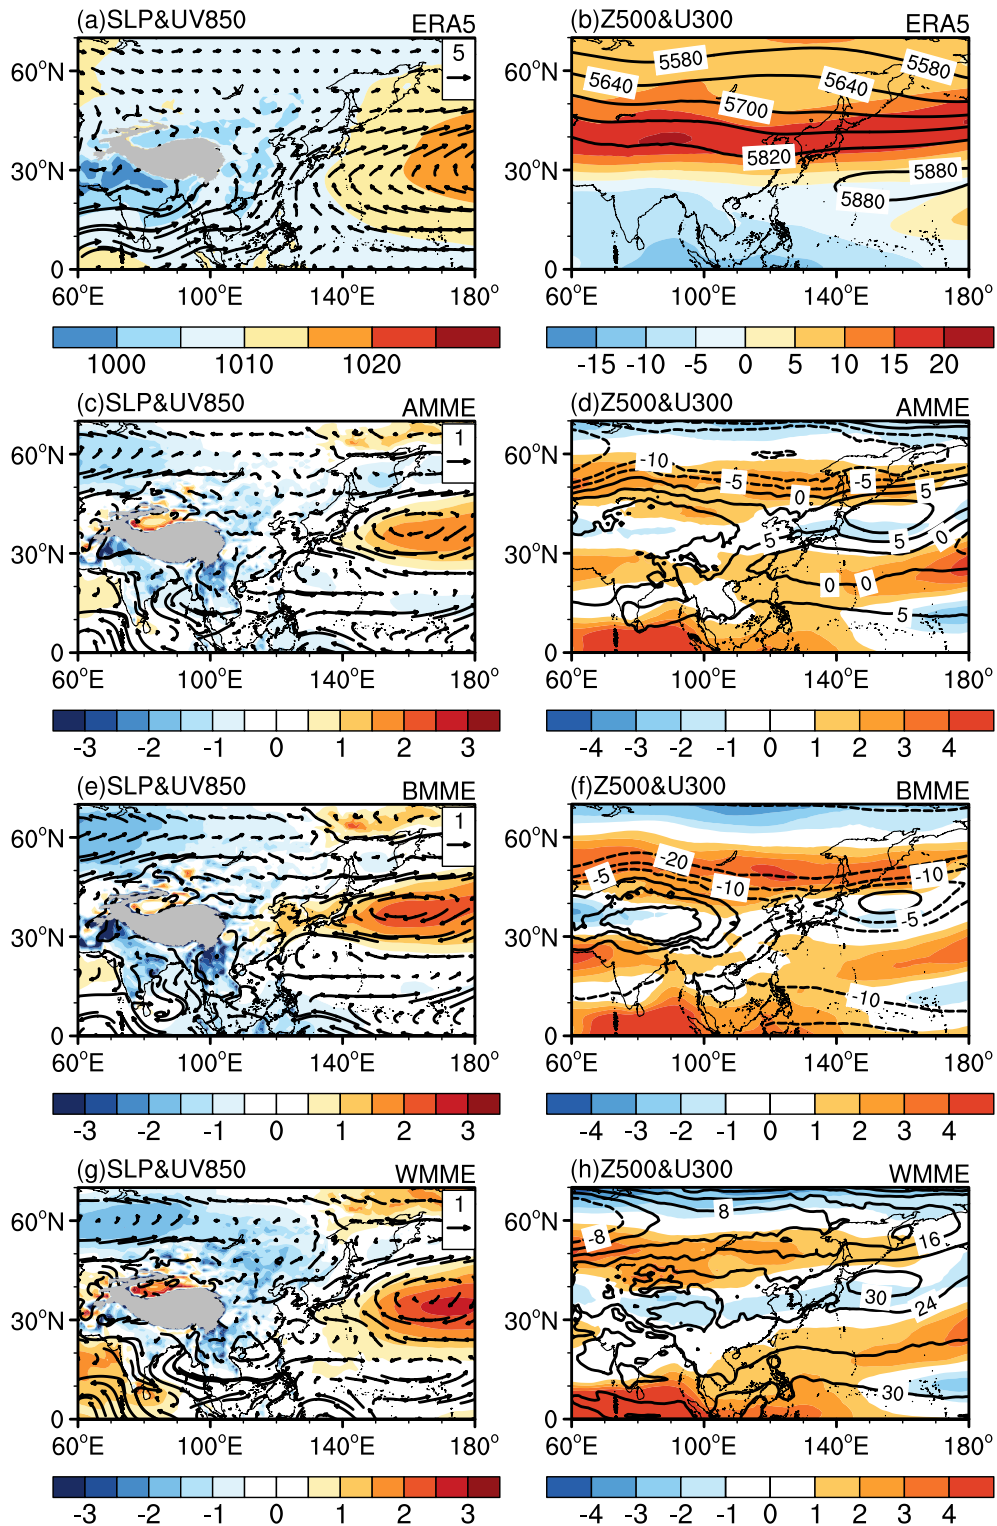 (a)SLP&UV850 ERA5
5
60°N
30°N
0
60°E 100°E 140°E 180°
1000 1010 1020
(b)Z500&U300 ERA5
5580 5580
5640 5640
5700
5820
5880
5880
60°N
30°N
0
60°E 100°E 140°E 180°
-15 -10 -5 0 5 10 15 20
(c)SLP&UV850 AMME
1
60°N
30°N
0
60°E 100°E 140°E 180°
-3 -2 -1 0 1 2 3
(d)Z500&U300 AMME
-10 -5 -5
0 5
5 5 0
0 0
5
60°N
30°N
0
60°E 100°E 140°E 180°
-4 -3 -2 -1 0 1 2 3 4
(e)SLP&UV850 BMME
1
60°N
30°N
0
60°E 100°E 140°E 180°
-3 -2 -1 0 1 2 3
(f)Z500&U300 BMME
-20
-5 -10 -10
-5
-10
60°N
30°N
0
60°E 100°E 140°E 180°
-4 -3 -2 -1 0 1 2 3 4
(g)SLP&UV850 WMME
1
60°N
30°N
0
60°E 100°E 140°E 180°
-3 -2 -1 0 1 2 3
(h)Z500&U300 WMME
8
-8 16
30 24
30
60°N
30°N
0
60°E 100°E 140°E 180°
-4 -3 -2 -1 0 1 2 3 4